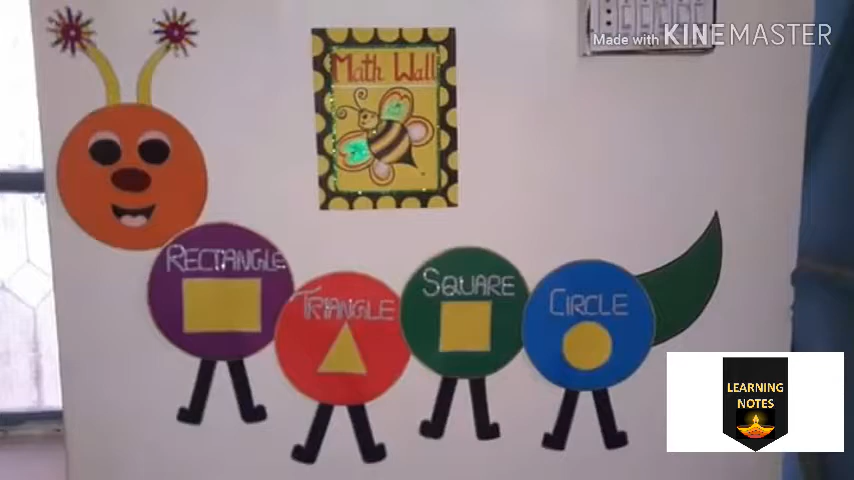 Made with KINEMASTER
Math Wall
RECTANGLE
TRIANGLE
SQUARE
CIRCLE
LEARNING
NOTES